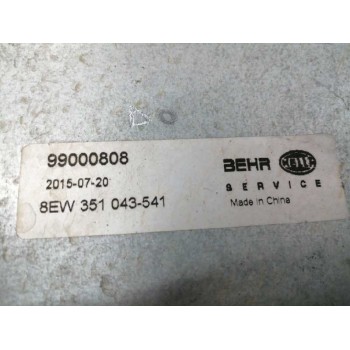 99000808
2015-07-20
8EW 351 043-541
BEHR HELLA
SERVICE
Made in China